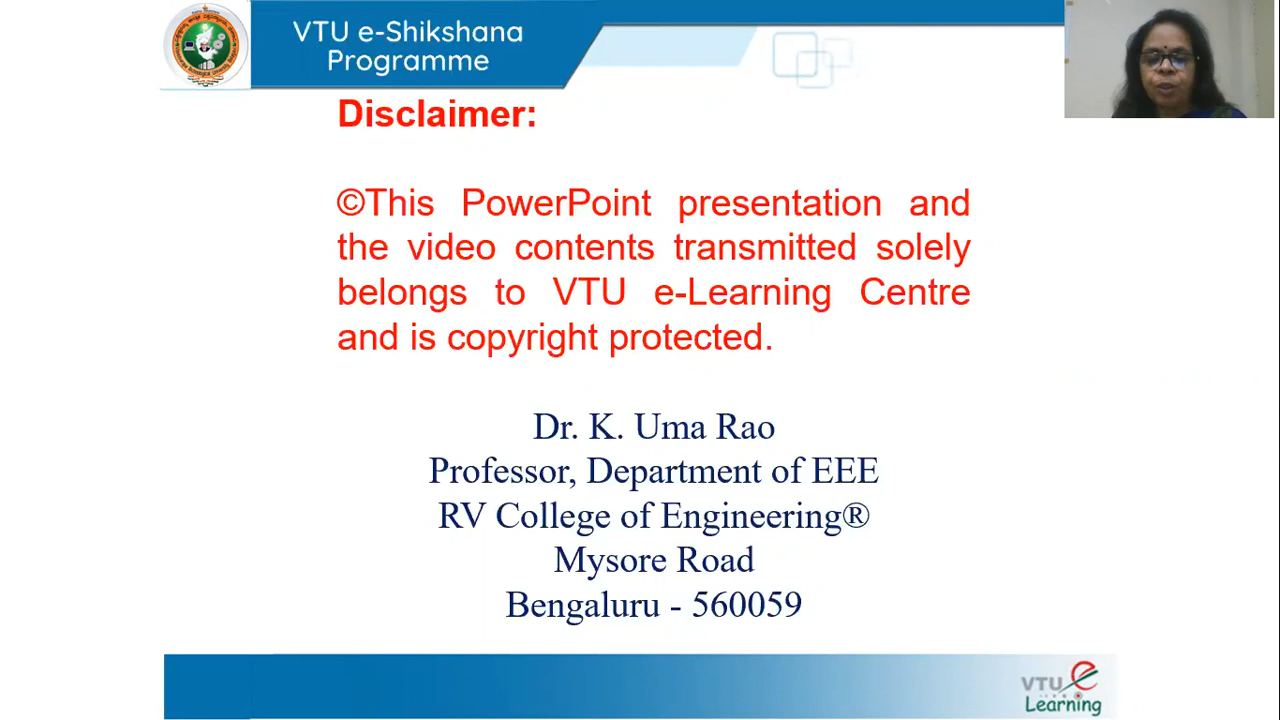 VTU e-Shikshana
Programme
Disclaimer:
©This PowerPoint presentation and
the video contents transmitted solely
belongs to VTU e-Learning Centre
and is copyright protected.
Dr. K. Uma Rao
Professor, Department of EEE
RV College of Engineering®
Mysore Road
Bengaluru - 560059
VTU e
Learning